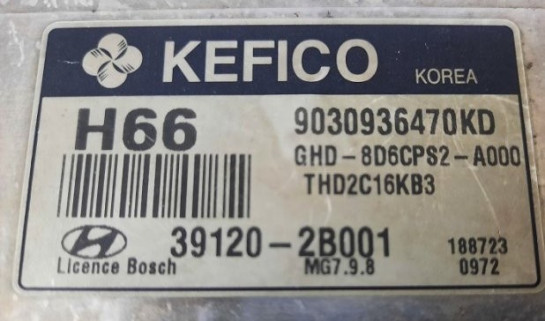 KEFICO KOREA
H66 9030936470KD
GHD-8D6CPS2-A000
THD2C16KB3
39120-2B001 188723
Licence Bosch MG7.9.8 0972